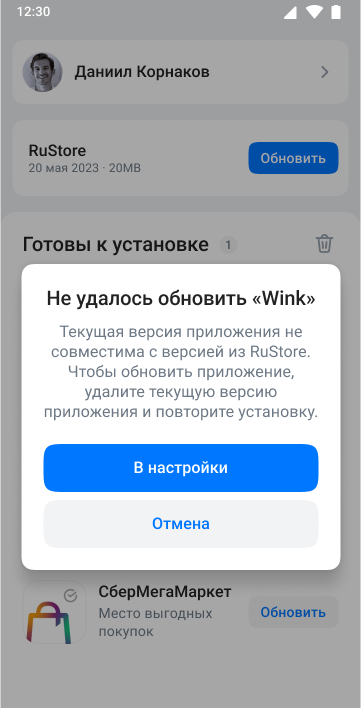 12:30
Даниил Корнаков
RuStore
20 мая 2023 · 20MB
Обновить
Готовы к установке 1
Не удалось обновить «Wink»
Текущая версия приложения не
совместима с версией из RuStore.
Чтобы обновить приложение,
удалите текущую версию
приложения и повторите установку.
В настройки
Отмена
СберМегаМаркет
Место выгодных
покупок
Обновить